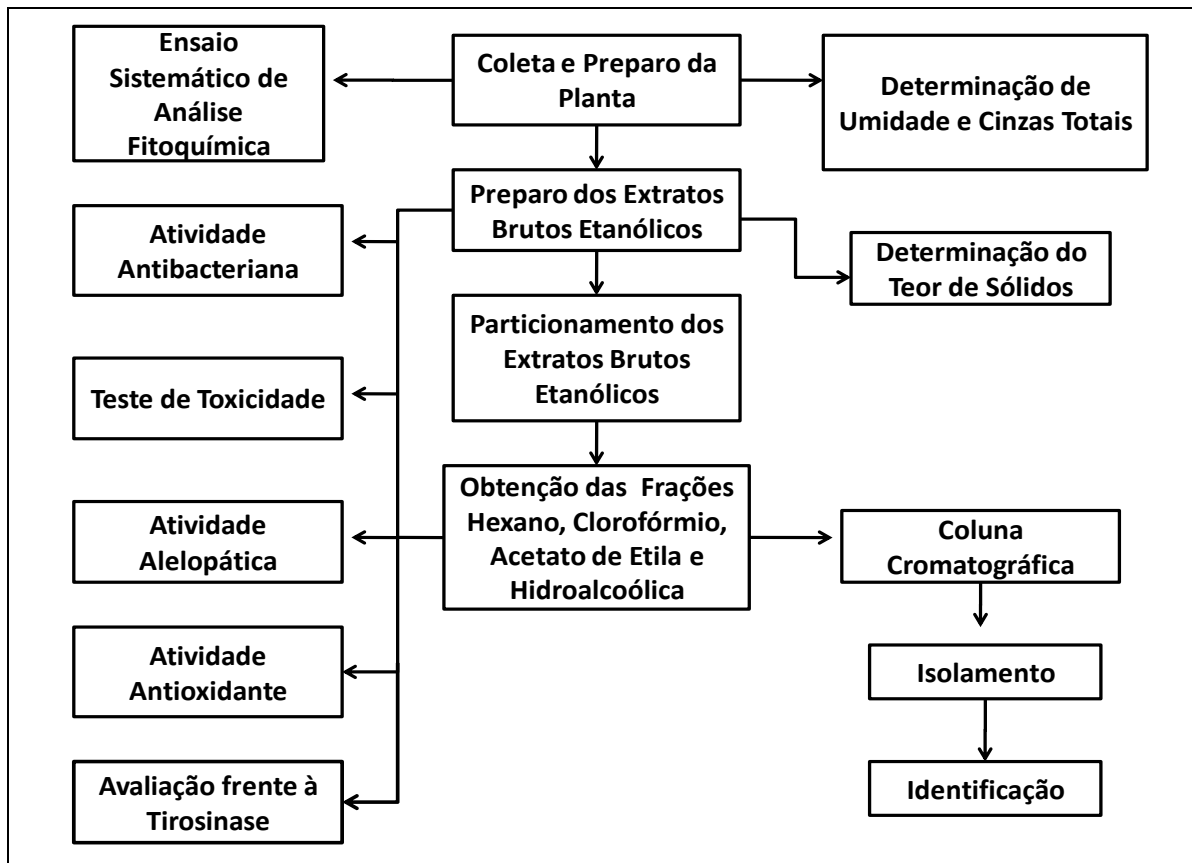 Ensaio
Sistemático de
Análise
Fitoquímica
Coleta e Preparo da
Planta
Determinação de
Umidade e Cinzas Totais
Preparo dos Extratos
Brutos Etanólicos
Atividade
Antibacteriana
Determinação do
Teor de Sólidos
Particionamento dos
Extratos Brutos
Etanólicos
Teste de Toxicidade
Obtenção das Frações
Hexano, Clorofórmio,
Acetato de Etila e
Hidroalcoólica
Atividade
Alelopática
Coluna
Cromatográfica
Atividade
Antioxidante
Isolamento
Avaliação frente à
Tirosinase
Identificação